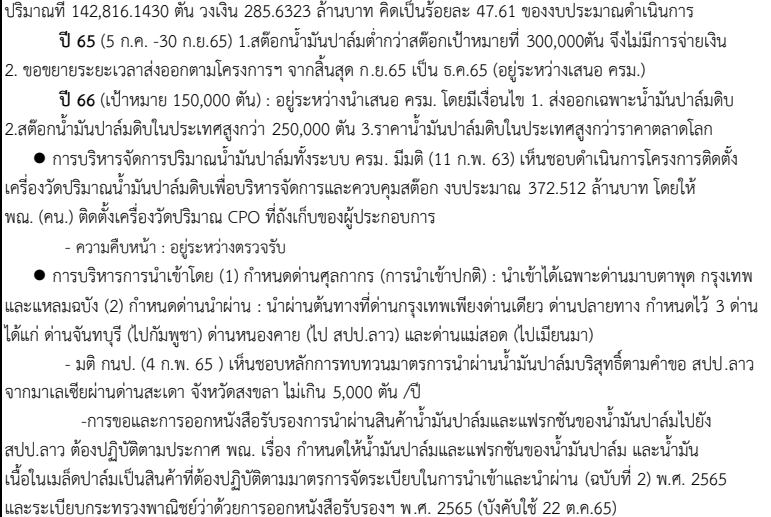 ปริมาณที่ 142,816.1430 ตัน วงเงิน 285.6323 ล้านบาท คิดเป็นร้อยละ 47.61 ของงบประมาณดำเนินการ
ปี 65 (5 ก.ค. -30 ก.ย.65) 1.สต๊อกน้ำมันปาล์มต่ำกว่าสต๊อกเป้าหมายที่ 300,000ตัน จึงไม่มีการจ่ายเงิน
2. ขอขยายระยะเวลาส่งออกตามโครงการฯ จากสิ้นสุด ก.ย.65 เป็น ธ.ค.65 (อยู่ระหว่างเสนอ ครม.)
ปี 66 (เป้าหมาย 150,000 ตัน) : อยู่ระหว่างนำเสนอ ครม. โดยมีเงื่อนไข 1. ส่งออกเฉพาะน้ำมันปาล์มดิบ
2.สต๊อกน้ำมันปาล์มดิบในประเทศสูงกว่า 250,000 ตัน 3.ราคาน้ำมันปาล์มดิบในประเทศสูงกว่าราคาตลาดโลก
● การบริหารจัดการปริมาณน้ำมันปาล์มทั้งระบบ ครม. มีมติ (11 ก.พ. 63) เห็นชอบดำเนินการโครงการติดตั้ง
เครื่องวัดปริมาณน้ำมันปาล์มดิบเพื่อบริหารจัดการและควบคุมสต๊อก งบประมาณ 372.512 ล้านบาท โดยให้
พณ. (คน.) ติดตั้งเครื่องวัดปริมาณ CPO ที่ถังเก็บของผู้ประกอบการ
- ความคืบหน้า : อยู่ระหว่างตรวจรับ
● การบริหารการนำเข้าโดย (1) กำหนดด่านศุลกากร (การนำเข้าปกติ) : นำเข้าได้เฉพาะด่านมาบตาพุด กรุงเทพ
และแหลมฉบัง (2) กำหนดด่านนำผ่าน : นำผ่านต้นทางที่ด่านกรุงเทพเพียงด่านเดียว ด่านปลายทาง กำหนดไว้ 3 ด่าน
ได้แก่ ด่านจันทบุรี (ไปกัมพูชา) ด่านหนองคาย (ไป สปป.ลาว) และด่านแม่สอด (ไปเมียนมา)
- มติ กนป. (4 ก.พ. 65 ) เห็นชอบหลักการทบทวนมาตรการนำผ่านน้ำมันปาล์มบริสุทธิ์ตามคำขอ สปป.ลาว
จากมาเลเซียผ่านด่านสะเดา จังหวัดสงขลา ไม่เกิน 5,000 ตัน /ปี
-การขอและการออกหนังสือรับรองการนำผ่านสินค้าน้ำมันปาล์มและแฟรกชันของน้ำมันปาล์มไปยัง
สปป.ลาว ต้องปฏิบัติตามประกาศ พณ. เรื่อง กำหนดให้น้ำมันปาล์มและแฟรกชันของน้ำมันปาล์ม และน้ำมัน
เนื้อในเมล็ดปาล์มเป็นสินค้าที่ต้องปฏิบัติตามมาตรการจัดระเบียบในการนำเข้าและนำผ่าน (ฉบับที่ 2) พ.ศ. 2565
และระเบียบกระทรวงพาณิชย์ว่าด้วยการออกหนังสือรับรองฯ พ.ศ. 2565 (บังคับใช้ 22 ต.ค.65)